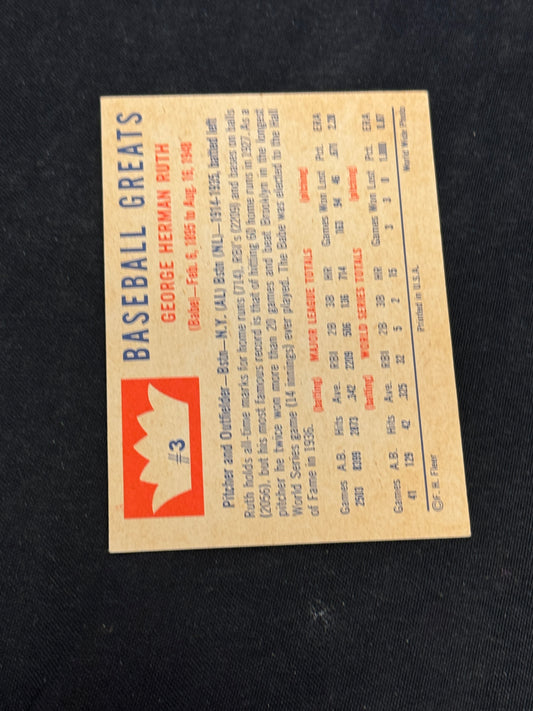 #3
BASEBALL GREATS
GEORGE HERMAN RUTH
(Babe)—Feb. 6, 1895 to Aug. 16, 1948
Pitcher and Outfielder—Bstn—N.Y. (AL) Bstn (NL)—1914-1935, batted left
Ruth holds all-time marks for home runs (714), RBI's (2209) and bases on balls
(2056), but his most famous record is that of hitting 60 home runs in 1927. As a
pitcher he twice won more than 20 games and beat Brooklyn in the longest
World Series game (14 innings) ever played. The Babe was elected to the Hall
of Fame in 1936.
(batting) MAJOR LEAGUE TOTALS (pitching)
Games A.B. Hits Ave. RBI 2B 3B HR Games Won Lost Pct. ERA
2503 8399 2873 .342 2209 506 136 714 163 94 46 .671 2.28
(batting) WORLD SERIES TOTALS (pitching)
Games A.B. Hits Ave. RBI 2B 3B HR Games Won Lost Pct. ERA
41 129 42 .325 32 5 2 15 3 3 0 1.000 0.87
©F. H. Fleer Printed in U.S.A. World Wide Photo